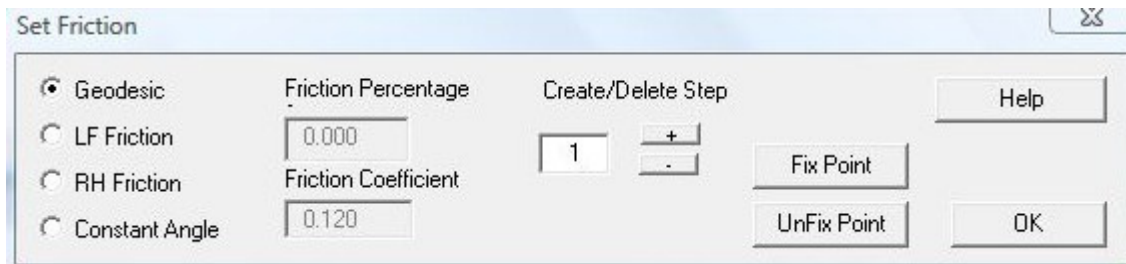 Set Friction
Geodesic
LF Friction
RH Friction
Constant Angle
Friction Percentage
0.000
Friction Coefficient
0.120
Create/Delete Step
1
+
-
Fix Point
UnFix Point
Help
OK